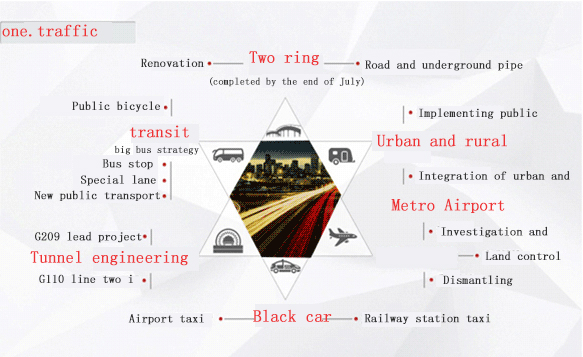 one.traffic
Two ring
Renovation
Road and underground pipe
(completed by the end of July)
Public bicycle
transit
big bus strategy
Bus stop
Special lane
New public transport
Implementing public
Urban and rural
Integration of urban and
Metro Airport
Investigation and
Land control
Dismantling
G209 lead project
Tunnel engineering
G110 line two i
Airport taxi
Black car
Railway station taxi